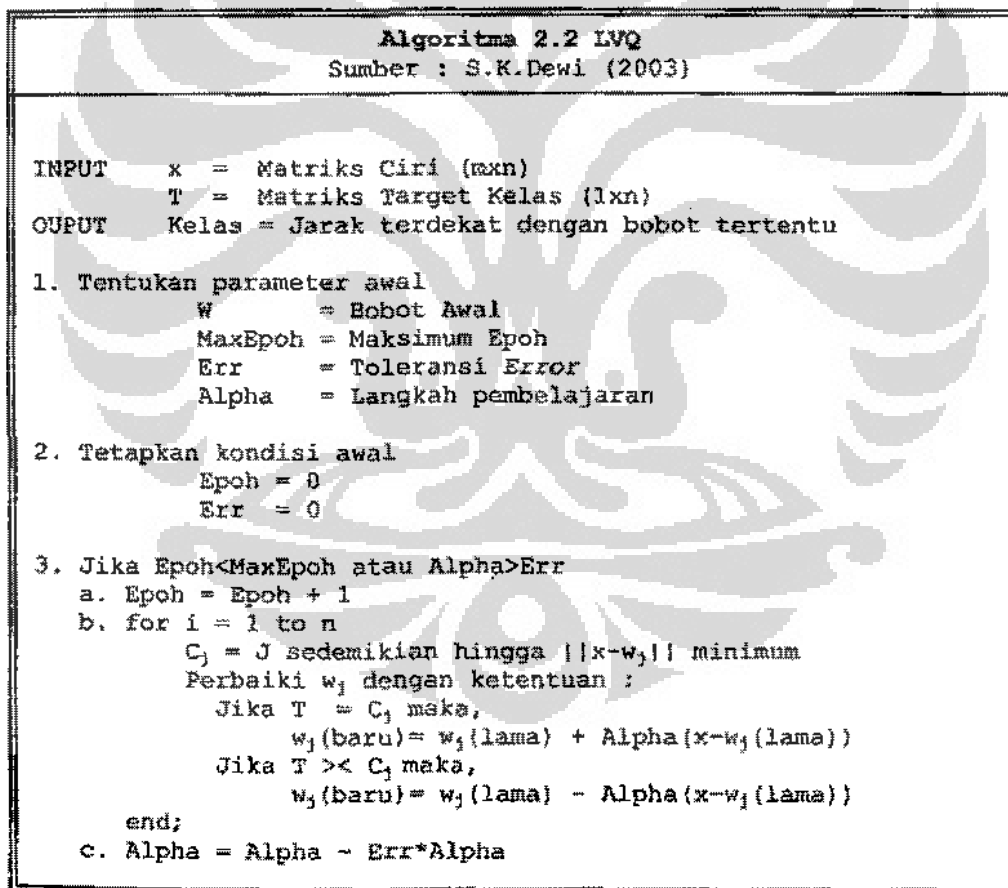 Algoritma 2.2 LVQ
Sumber : S.K.Dewi (2003)
INPUT x = Matriks Ciri (mxn)
T = Matriks Target Kelas (1xn)
OUPUT Kelas = Jarak terdekat dengan bobot tertentu
1. Tentukan parameter awal
W = Bobot Awal
MaxEpoh = Maksimum Epoh
Err = Toleransi Error
Alpha = Langkah pembelajaran
2. Tetapkan kondisi awal
Epoh = 0
Err = 0
3. Jika Epoh<MaxEpoh atau Alpha>Err
a. Epoh = Epoh + 1
b. for i = 1 to n
Cj = J sedemikian hingga ||x-wj|| minimum
Perbaiki wj dengan ketentuan :
Jika T = Cj maka,
wj(baru)= wj(lama) + Alpha(x-wj(lama))
Jika T >< Cj maka,
wj(baru)= wj(lama) - Alpha(x-wj(lama))
end;
c. Alpha = Alpha - Err*Alpha